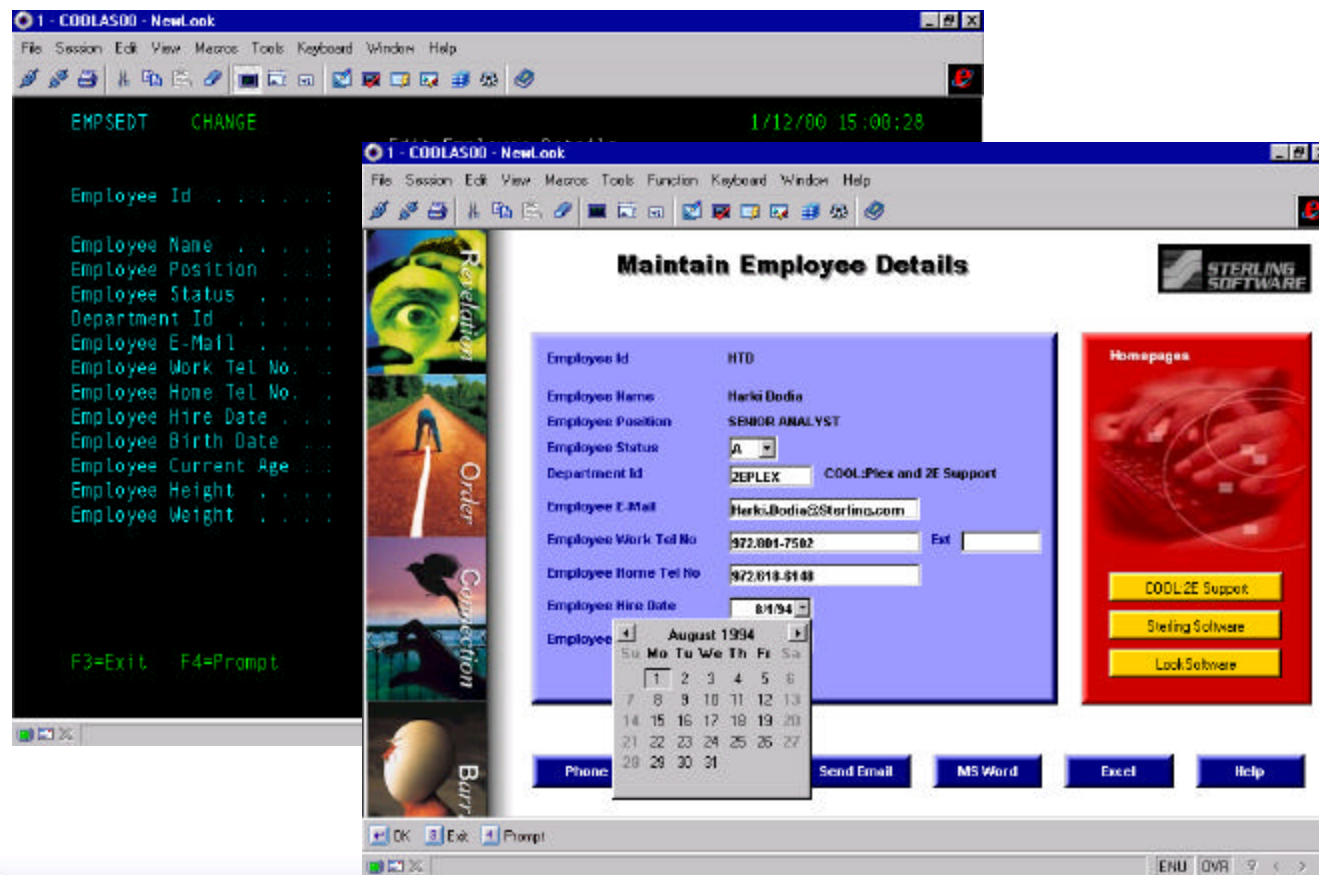 1 - COOLAS00 - NewLook
File Session Edit View Macros Tools Keyboard Window Help
EMPSEDT CHANGE 1/12/00 15:08:28
Edit Employee Details
Employee Id . . . . . . :
Employee Name . . . . :
Employee Position . . :
Employee Status . . . .
Department Id . . . . .
Employee E-Mail . . . .
Employee Work Tel No. .
Employee Home Tel No. .
Employee Hire Date . . .
Employee Birth Date . .
Employee Current Age : :
Employee Height . . . .
Employee Weight . . . .
F3=Exit F4=Prompt
1 - COOLAS00 - NewLook
File Session Edit View Macros Tools Function Keyboard Window Help
Revelation
Order
Connection
Barr
Maintain Employee Details
STERLING
SOFTWARE
Employee Id HTD
Employee Name Harki Dodia
Employee Position SENIOR ANALYST
Employee Status A
Department Id 2EPLEX COOL:Plex and 2E Support
Employee E-Mail Harki.Dodia@Sterling.com
Employee Work Tel No 972.801-7502 Ext
Employee Home Tel No 972.618-6148
Employee Hire Date 8/1/94
Employee
August 1994
Su Mo Tu We Th Fr Sa
1 2 3 4 5 6
7 8 9 10 11 12 13
14 15 16 17 18 19 20
21 22 23 24 25 26 27
28 29 30 31
Homepages
COOL:2E Support
Sterling Software
LookSoftware
Phone Send Email MS Word Excel Help
OK 3 Exit 4 Prompt
ENU OVR